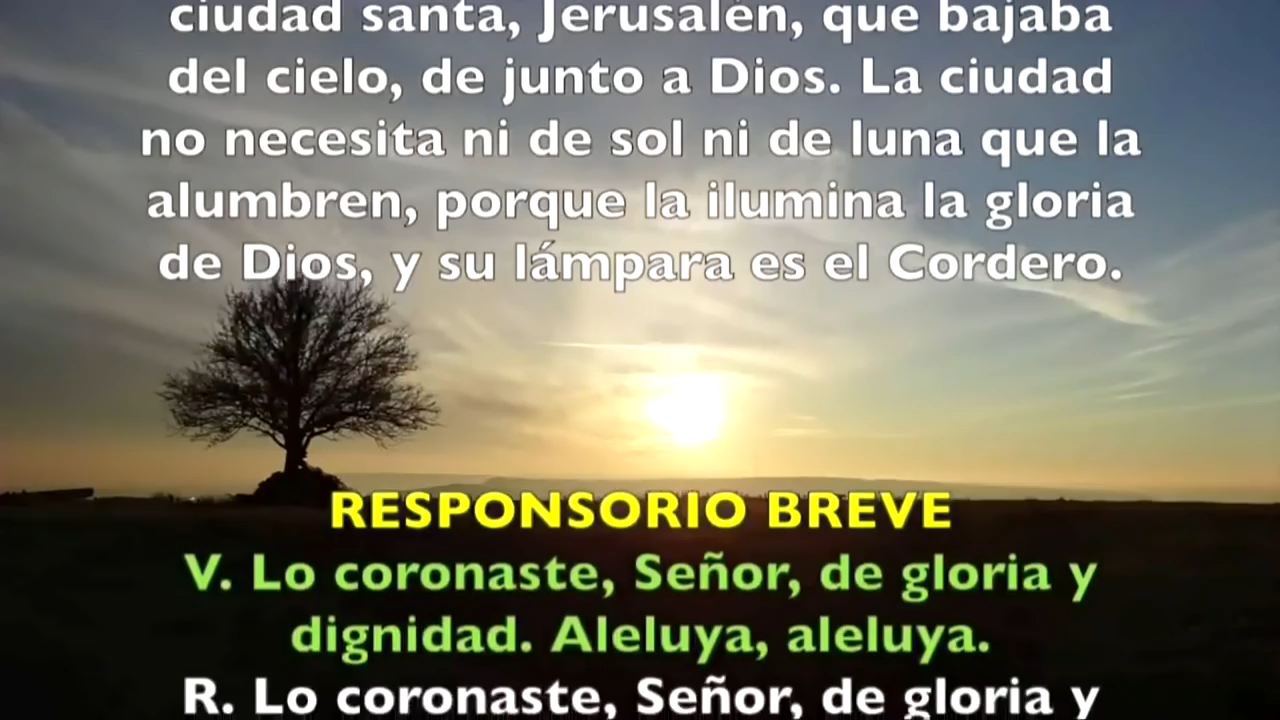 ciudad santa, Jerusalén, que bajaba
del cielo, de junto a Dios. La ciudad
no necesita ni de sol ni de luna que la
alumbren, porque la ilumina la gloria
de Dios, y su lámpara es el Cordero.
RESPONSORIO BREVE
V. Lo coronaste, Señor, de gloria y
dignidad. Aleluya, aleluya.
R. Lo coronaste, Señor, de gloria y